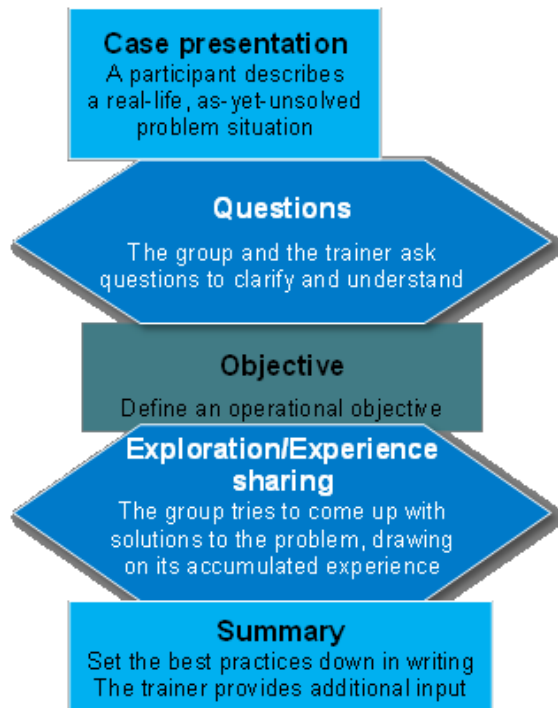 Case presentation
A participant describes
a real-life, as-yet-unsolved
problem situation
Questions
The group and the trainer ask
questions to clarify and understand
Objective
Define an operational objective
Exploration/Experience
sharing
The group tries to come up with
solutions to the problem, drawing
on its accumulated experience
Summary
Set the best practices down in writing
The trainer provides additional input